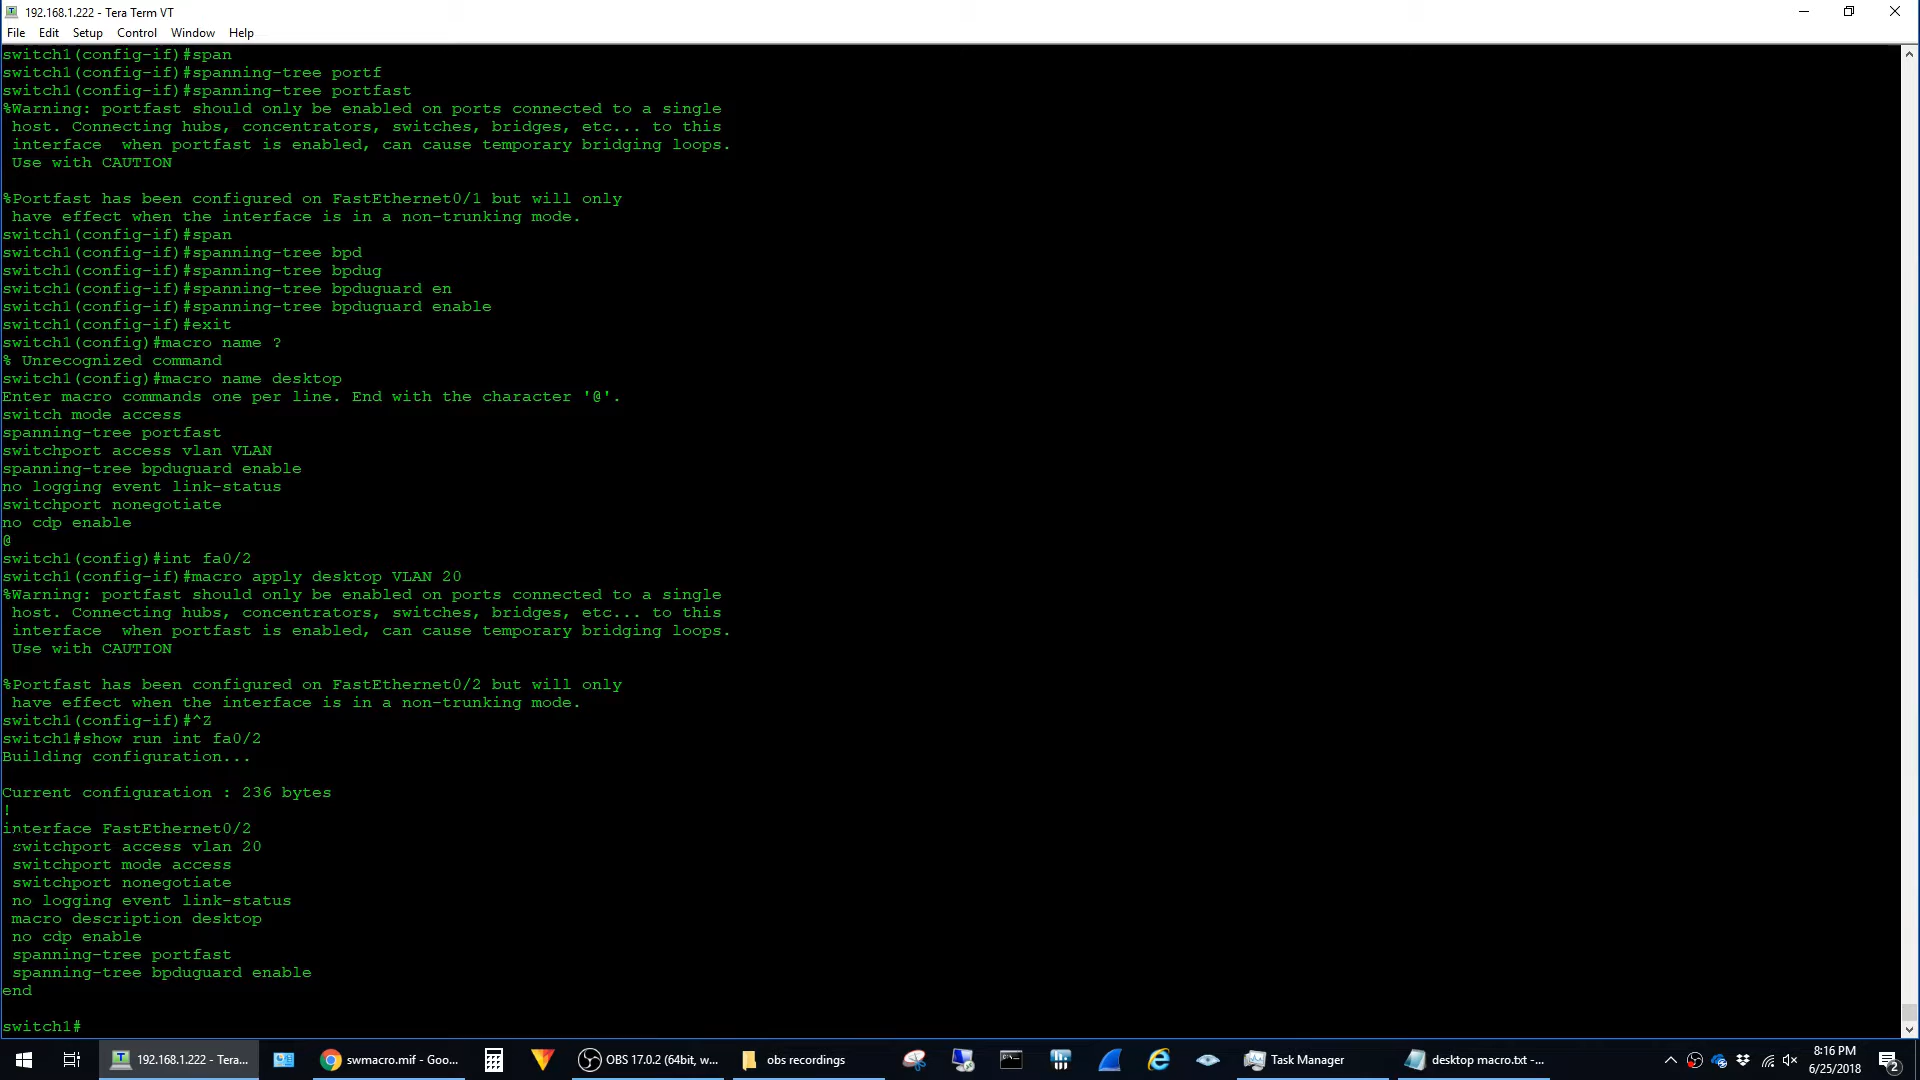 192.168.1.222 - Tera Term VT
File Edit Setup Control Window Help
switch1(config-if)#span
switch1(config-if)#spanning-tree portf
switch1(config-if)#spanning-tree portfast
%Warning: portfast should only be enabled on ports connected to a single
host. Connecting hubs, concentrators, switches, bridges, etc... to this
interface  when portfast is enabled, can cause temporary bridging loops.
Use with CAUTION
%Portfast has been configured on FastEthernet0/1 but will only
have effect when the interface is in a non-trunking mode.
switch1(config-if)#span
switch1(config-if)#spanning-tree bpd
switch1(config-if)#spanning-tree bpdug
switch1(config-if)#spanning-tree bpduguard en
switch1(config-if)#spanning-tree bpduguard enable
switch1(config-if)#exit
switch1(config)#macro name ?
% Unrecognized command
switch1(config)#macro name desktop
Enter macro commands one per line. End with the character '@'.
switch mode access
spanning-tree portfast
switchport access vlan VLAN
spanning-tree bpduguard enable
no logging event link-status
switchport nonegotiate
no cdp enable
@
switch1(config)#int fa0/2
switch1(config-if)#macro apply desktop VLAN 20
%Warning: portfast should only be enabled on ports connected to a single
host. Connecting hubs, concentrators, switches, bridges, etc... to this
interface  when portfast is enabled, can cause temporary bridging loops.
Use with CAUTION
%Portfast has been configured on FastEthernet0/2 but will only
have effect when the interface is in a non-trunking mode.
switch1(config-if)#^Z
switch1#show run int fa0/2
Building configuration...
Current configuration : 236 bytes
!
interface FastEthernet0/2
switchport access vlan 20
switchport mode access
switchport nonegotiate
no logging event link-status
macro description desktop
no cdp enable
spanning-tree portfast
spanning-tree bpduguard enable
end
switch1#
192.168.1.222 - Tera... swmacro.mif - Goo... OBS 17.0.2 (64bit, w... obs recordings Task Manager desktop macro.txt -... 8:16 PM
6/25/2018 2